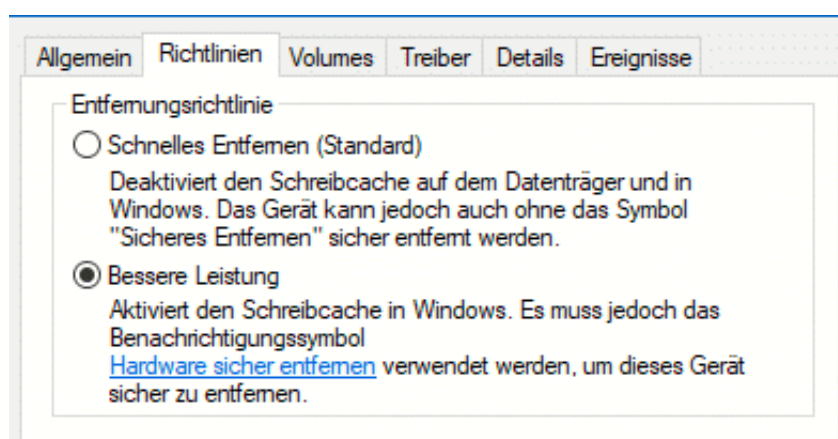 Allgemein Richtlinien Volumes Treiber Details Ereignisse
Entfernungsrichtlinie
Schnelles Entfernen (Standard)
Deaktiviert den Schreibcache auf dem Datenträger und in
Windows. Das Gerät kann jedoch auch ohne das Symbol
"Sicheres Entfernen" sicher entfernt werden.
Bessere Leistung
Aktiviert den Schreibcache in Windows. Es muss jedoch das
Benachrichtigungssymbol
Hardware sicher entfernen verwendet werden, um dieses Gerät
sicher zu entfernen.